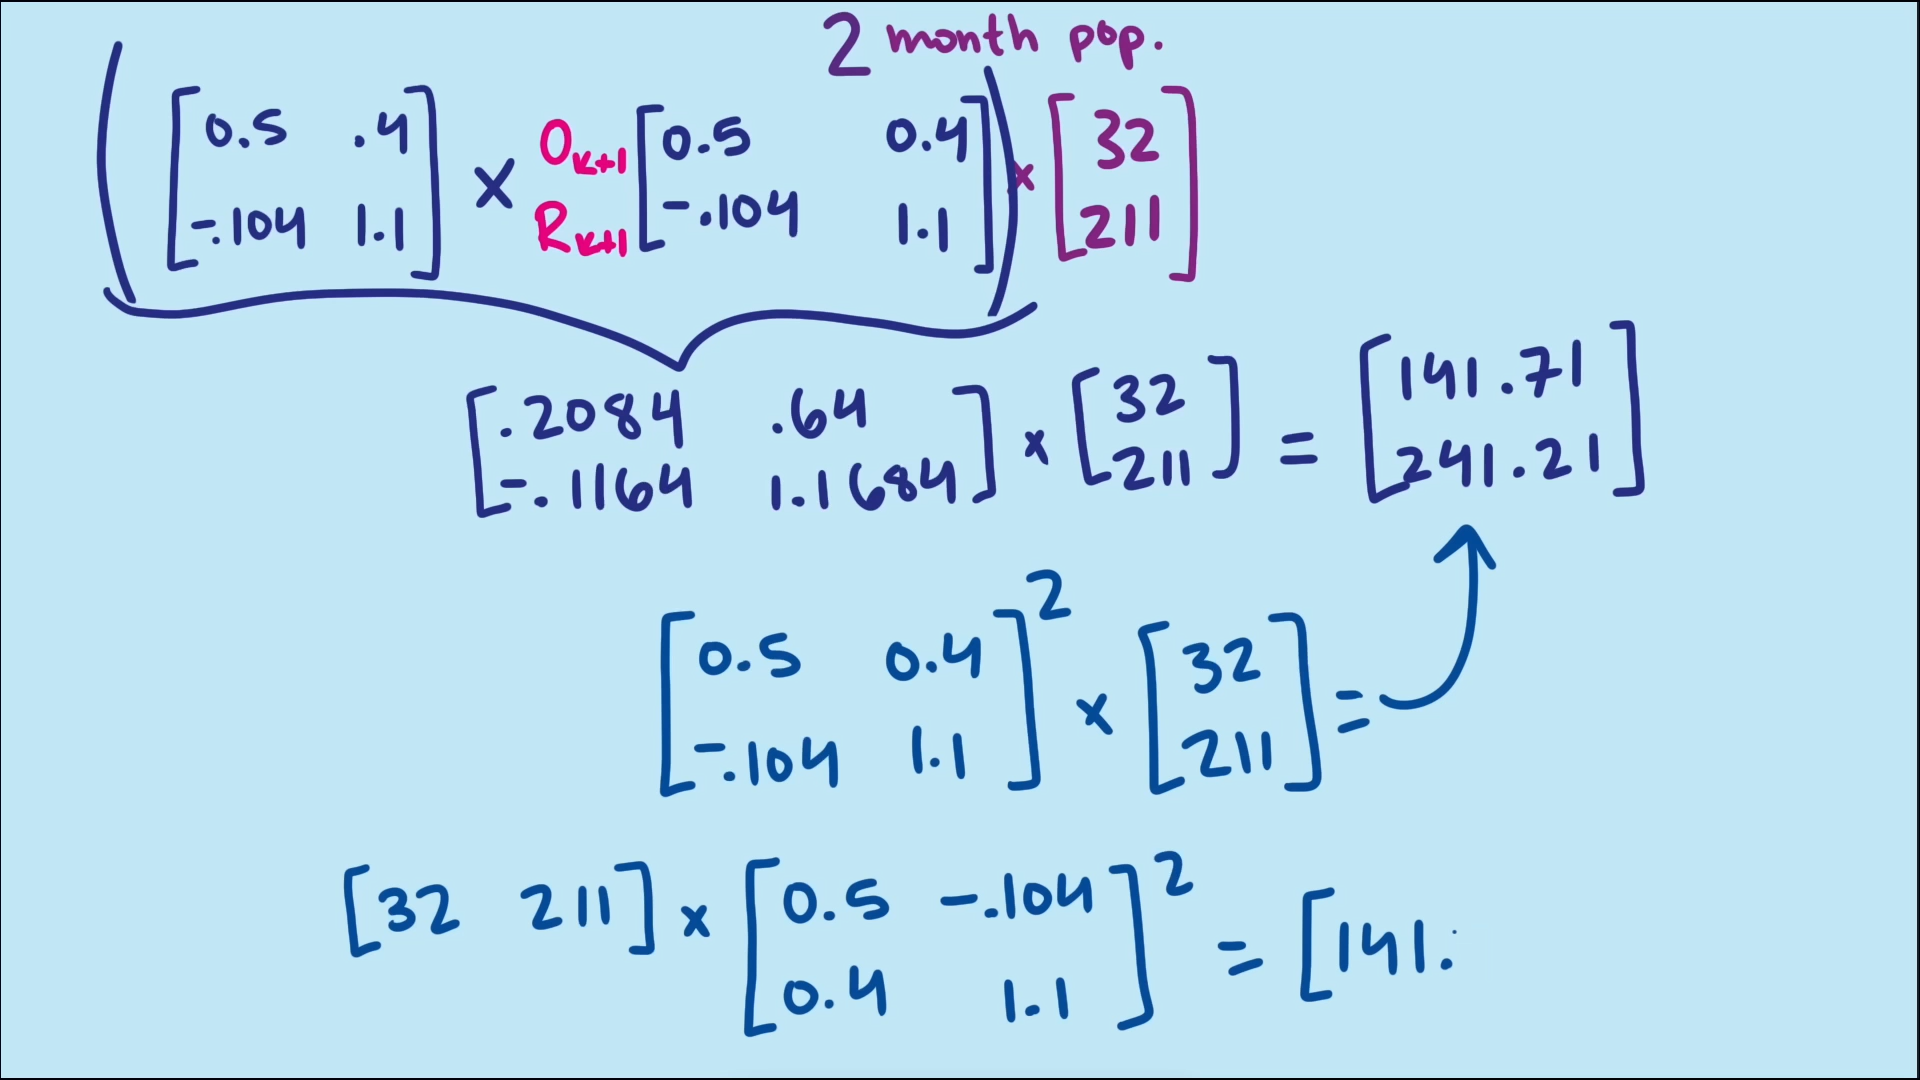 2 month pop.
([0.5 .4] × O_{k+1} [0.5 0.4]) × [32]
[-.104 1.1] R_{k+1} [-.104 1.1] [211]
[.2084 .64] × [32] = [141.71]
[-.1164 1.1684] [211] [241.21]
[0.5 0.4]² × [32] =
[-.104 1.1] [211]
[32 211] × [0.5 -.104]² = [141.
[0.4 1.1]